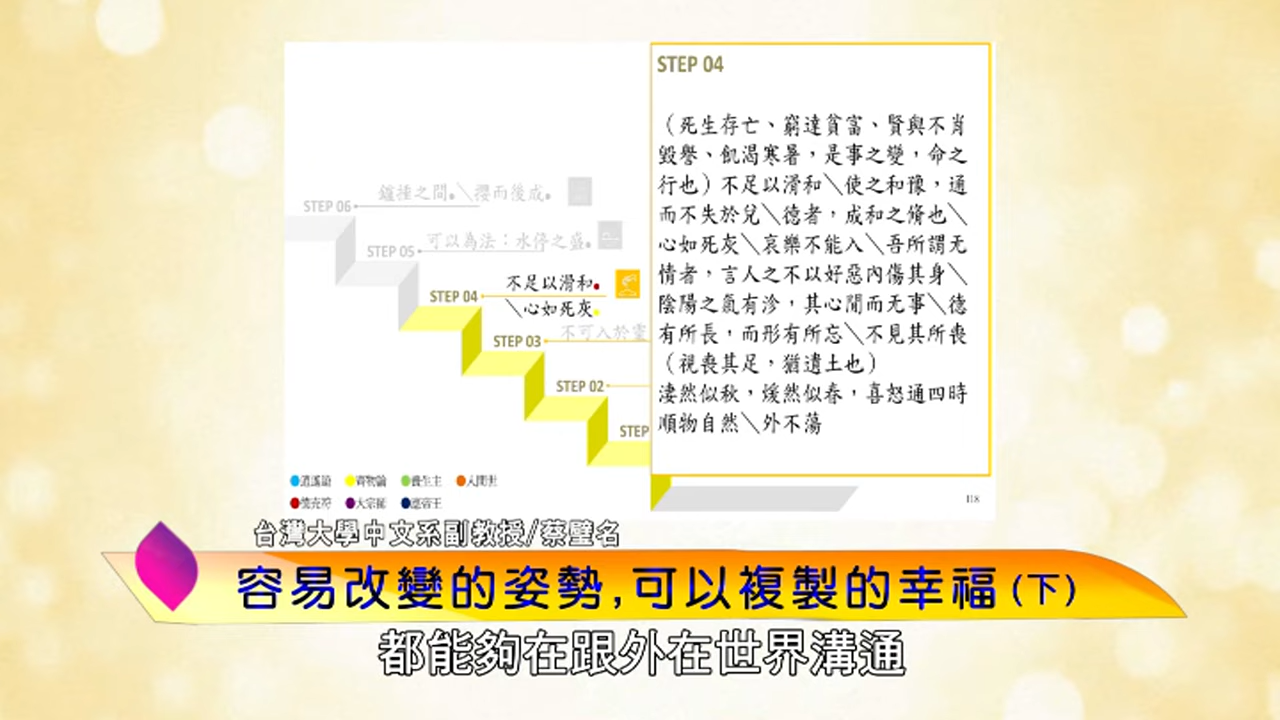 STEP 04
(死生存亡、窮達貧富、賢與不肖
毀譽、飢渴寒暑，是事之變，命之
行也)不足以滑和╲使之和豫，通
而不失於兌╲德者，成和之脩也╲
心如死灰╲哀樂不能入╲吾所謂无
情者，言人之不以好惡內傷其身╲
陰陽之氣有沴，其心閒而无事╲德
有所長，而形有所忘╲不見其所喪
(視喪其足，猶遺土也)
淒然似秋，煖然似春，喜怒通四時
順物自然╲外不蕩
STEP 06
鑪捶之間。╲攖而後成。
STEP 05
可以為法：水停之盛。
STEP 04
不足以滑和
╲心如死灰
STEP 03
不可入於靈
STEP 02
STEP
逍遙遊
齊物論
養生主
人間世
德充符
大宗師
應帝王
118
台灣大學中文系副教授/蔡璧名
容易改變的姿勢,可以複製的幸福(下)
都能夠在跟外在世界溝通